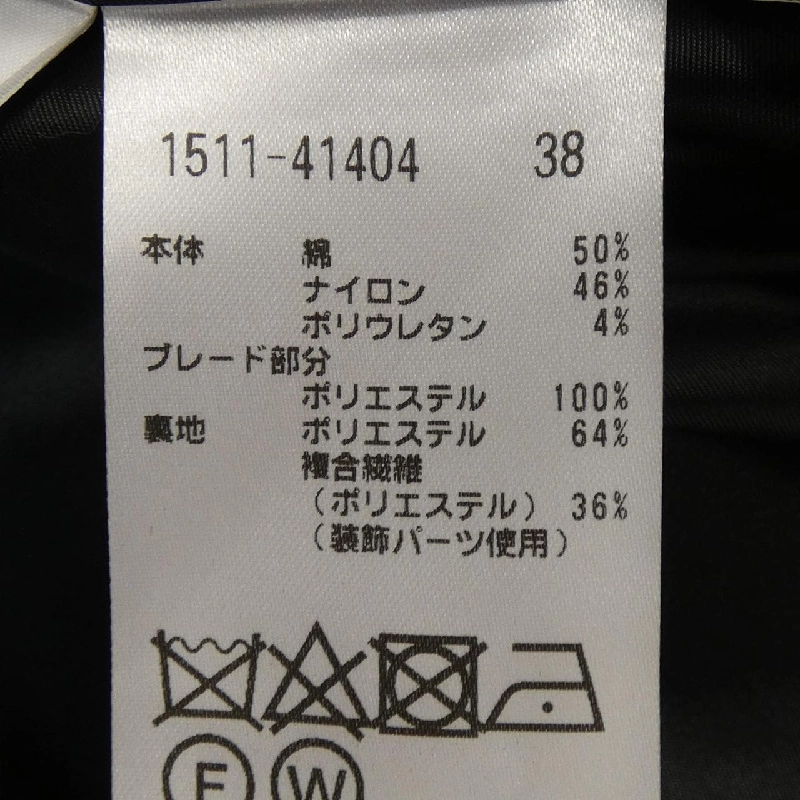 1511-41404 38
本体 綿 50%
ナイロン 46%
ポリウレタン 4%
ブレード部分
ポリエステル 100%
裏地 ポリエステル 64%
複合繊維
(ポリエステル) 36%
(装飾パーツ使用)
F W